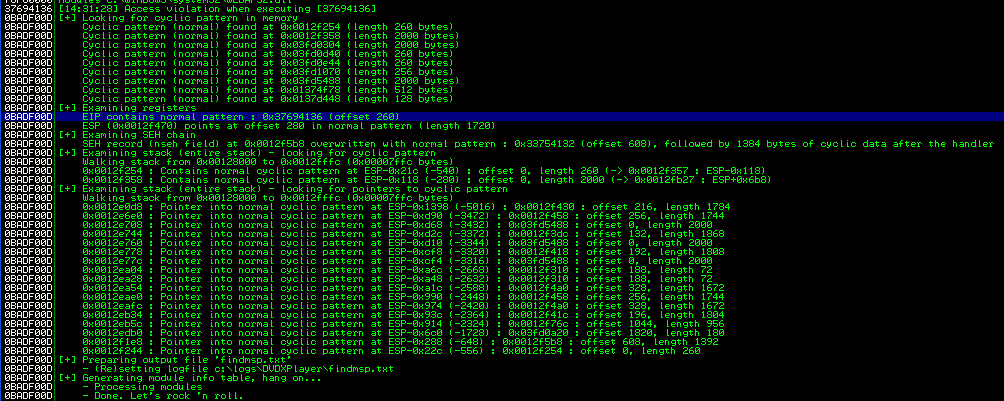 37694136 [14:31:28] Access violation when executing [37694136]
0BADF00D [+] Looking for cyclic pattern in memory
0BADF00D Cyclic pattern (normal) found at 0x0012f254 (length 260 bytes)
0BADF00D Cyclic pattern (normal) found at 0x0012f358 (length 2000 bytes)
0BADF00D Cyclic pattern (normal) found at 0x03fd0304 (length 2000 bytes)
0BADF00D Cyclic pattern (normal) found at 0x03fd0d40 (length 260 bytes)
0BADF00D Cyclic pattern (normal) found at 0x03fd0e44 (length 260 bytes)
0BADF00D Cyclic pattern (normal) found at 0x03fd1070 (length 256 bytes)
0BADF00D Cyclic pattern (normal) found at 0x03fd5488 (length 2000 bytes)
0BADF00D Cyclic pattern (normal) found at 0x01374f78 (length 512 bytes)
0BADF00D Cyclic pattern (normal) found at 0x0137d448 (length 128 bytes)
0BADF00D [+] Examining registers
0BADF00D EIP contains normal pattern : 0x37694136 (offset 260)
0BADF00D ESP (0x0012f470) points at offset 280 in normal pattern (length 1720)
0BADF00D [+] Examining SEH chain
0BADF00D SEH record (nseh field) at 0x0012f5b8 overwritten with normal pattern : 0x33754132 (offset 608), followed by 1384 bytes of cyclic data after the handler
0BADF00D [+] Examining stack (entire stack) - looking for cyclic pattern
0BADF00D Walking stack from 0x00128000 to 0x0012fffc (0x00007ffc bytes)
0BADF00D 0x0012f254 : Contains normal cyclic pattern at ESP-0x21c (-540) : offset 0, length 260 (-> 0x0012f357 : ESP-0x118)
0BADF00D 0x0012f358 : Contains normal cyclic pattern at ESP-0x118 (-280) : offset 0, length 2000 (-> 0x0012fb27 : ESP+0x6b8)
0BADF00D [+] Examining stack (entire stack) - looking for pointers to cyclic pattern
0BADF00D Walking stack from 0x00128000 to 0x0012fffc (0x00007ffc bytes)
0BADF00D 0x0012e0d8 : Pointer into normal cyclic pattern at ESP-0x1398 (-5016) : 0x0012f430 : offset 216, length 1784
0BADF00D 0x0012e6e0 : Pointer into normal cyclic pattern at ESP-0xd90 (-3472) : 0x0012f458 : offset 256, length 1744
0BADF00D 0x0012e708 : Pointer into normal cyclic pattern at ESP-0xd68 (-3432) : 0x03fd5488 : offset 0, length 2000
0BADF00D 0x0012e744 : Pointer into normal cyclic pattern at ESP-0xd2c (-3372) : 0x0012f3dc : offset 132, length 1868
0BADF00D 0x0012e760 : Pointer into normal cyclic pattern at ESP-0xd10 (-3344) : 0x03fd5488 : offset 0, length 2000
0BADF00D 0x0012e778 : Pointer into normal cyclic pattern at ESP-0xcf8 (-3320) : 0x0012f418 : offset 192, length 1808
0BADF00D 0x0012e77c : Pointer into normal cyclic pattern at ESP-0xcf4 (-3316) : 0x03fd5488 : offset 0, length 2000
0BADF00D 0x0012ea04 : Pointer into normal cyclic pattern at ESP-0xa6c (-2668) : 0x0012f310 : offset 188, length 72
0BADF00D 0x0012ea28 : Pointer into normal cyclic pattern at ESP-0xa48 (-2632) : 0x0012f310 : offset 188, length 72
0BADF00D 0x0012ea54 : Pointer into normal cyclic pattern at ESP-0xa1c (-2588) : 0x0012f4a0 : offset 328, length 1672
0BADF00D 0x0012eae0 : Pointer into normal cyclic pattern at ESP-0x990 (-2448) : 0x0012f458 : offset 256, length 1744
0BADF00D 0x0012eafc : Pointer into normal cyclic pattern at ESP-0x974 (-2420) : 0x0012f4a0 : offset 328, length 1672
0BADF00D 0x0012eb34 : Pointer into normal cyclic pattern at ESP-0x93c (-2364) : 0x0012f41c : offset 196, length 1804
0BADF00D 0x0012eb5c : Pointer into normal cyclic pattern at ESP-0x914 (-2324) : 0x0012f76c : offset 1044, length 956
0BADF00D 0x0012edb0 : Pointer into normal cyclic pattern at ESP-0x6c0 (-1728) : 0x03fd0a20 : offset 1820, length 180
0BADF00D 0x0012f1e8 : Pointer into normal cyclic pattern at ESP-0x288 (-648) : 0x0012f5b8 : offset 608, length 1392
0BADF00D 0x0012f244 : Pointer into normal cyclic pattern at ESP-0x22c (-556) : 0x0012f254 : offset 0, length 260
0BADF00D [+] Preparing output file 'findmsp.txt'
0BADF00D - (Re)setting logfile c:\logs\DVDXPlayer\findmsp.txt
0BADF00D [+] Generating module info table, hang on...
0BADF00D - Processing modules
0BADF00D - Done. Let's rock 'n roll.